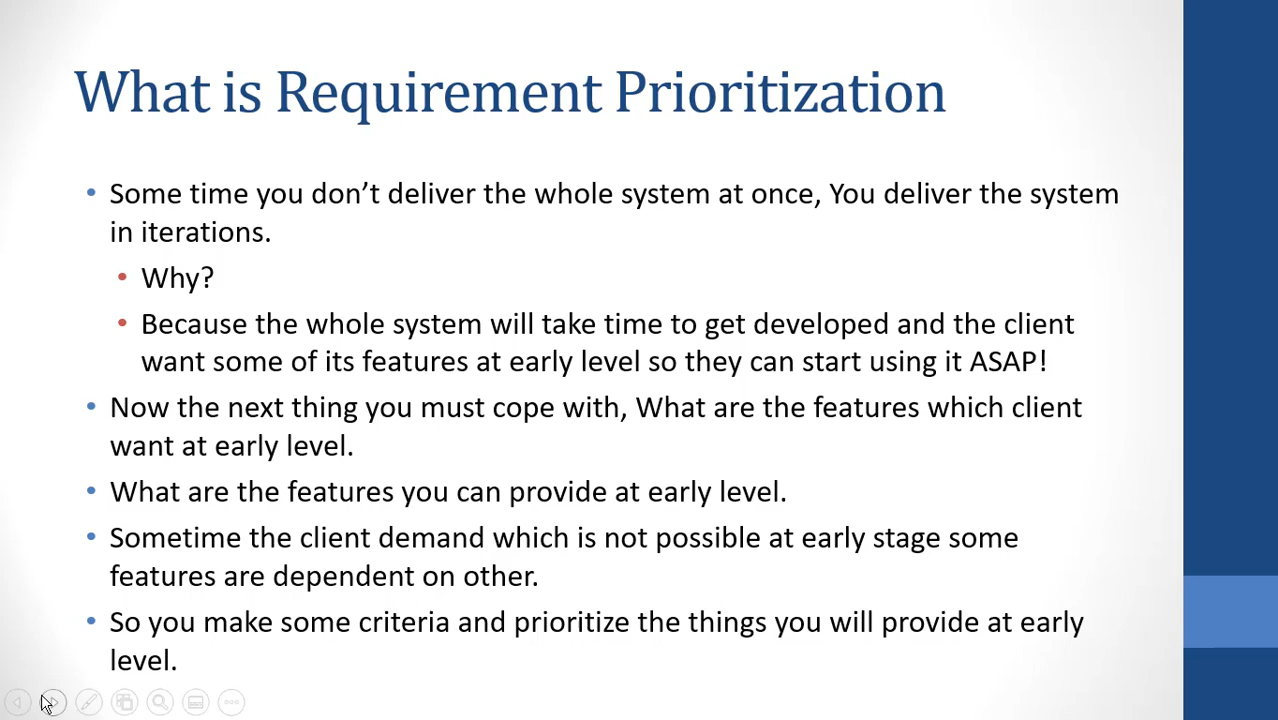 What is Requirement Prioritization
• Some time you don’t deliver the whole system at once, You deliver the system
in iterations.
• Why?
• Because the whole system will take time to get developed and the client
want some of its features at early level so they can start using it ASAP!
• Now the next thing you must cope with, What are the features which client
want at early level.
• What are the features you can provide at early level.
• Sometime the client demand which is not possible at early stage some
features are dependent on other.
• So you make some criteria and prioritize the things you will provide at early
level.